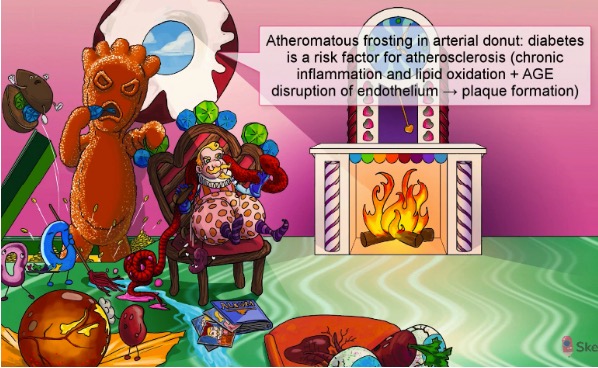 Atheromatous frosting in arterial donut: diabetes
is a risk factor for atherosclerosis (chronic
inflammation and lipid oxidation + AGE
disruption of endothelium → plaque formation)
Ske